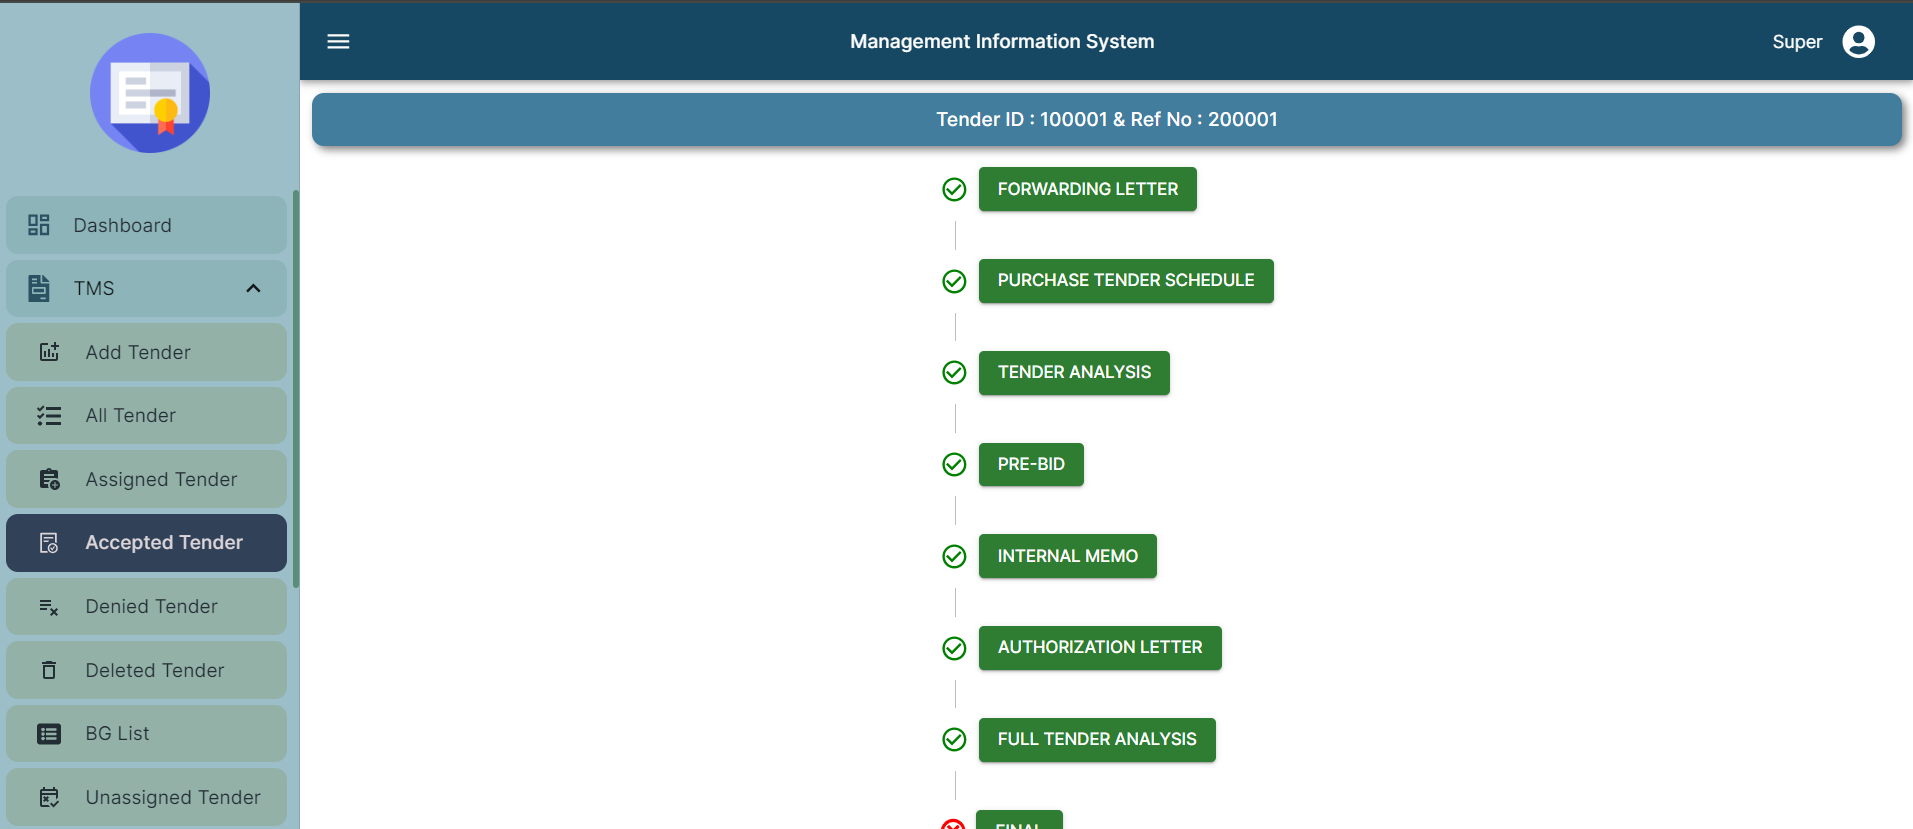 Management Information System
Super
Tender ID : 100001 & Ref No : 200001
Dashboard
TMS
Add Tender
All Tender
Assigned Tender
Accepted Tender
Denied Tender
Deleted Tender
BG List
Unassigned Tender
FORWARDING LETTER
PURCHASE TENDER SCHEDULE
TENDER ANALYSIS
PRE-BID
INTERNAL MEMO
AUTHORIZATION LETTER
FULL TENDER ANALYSIS
FINAL